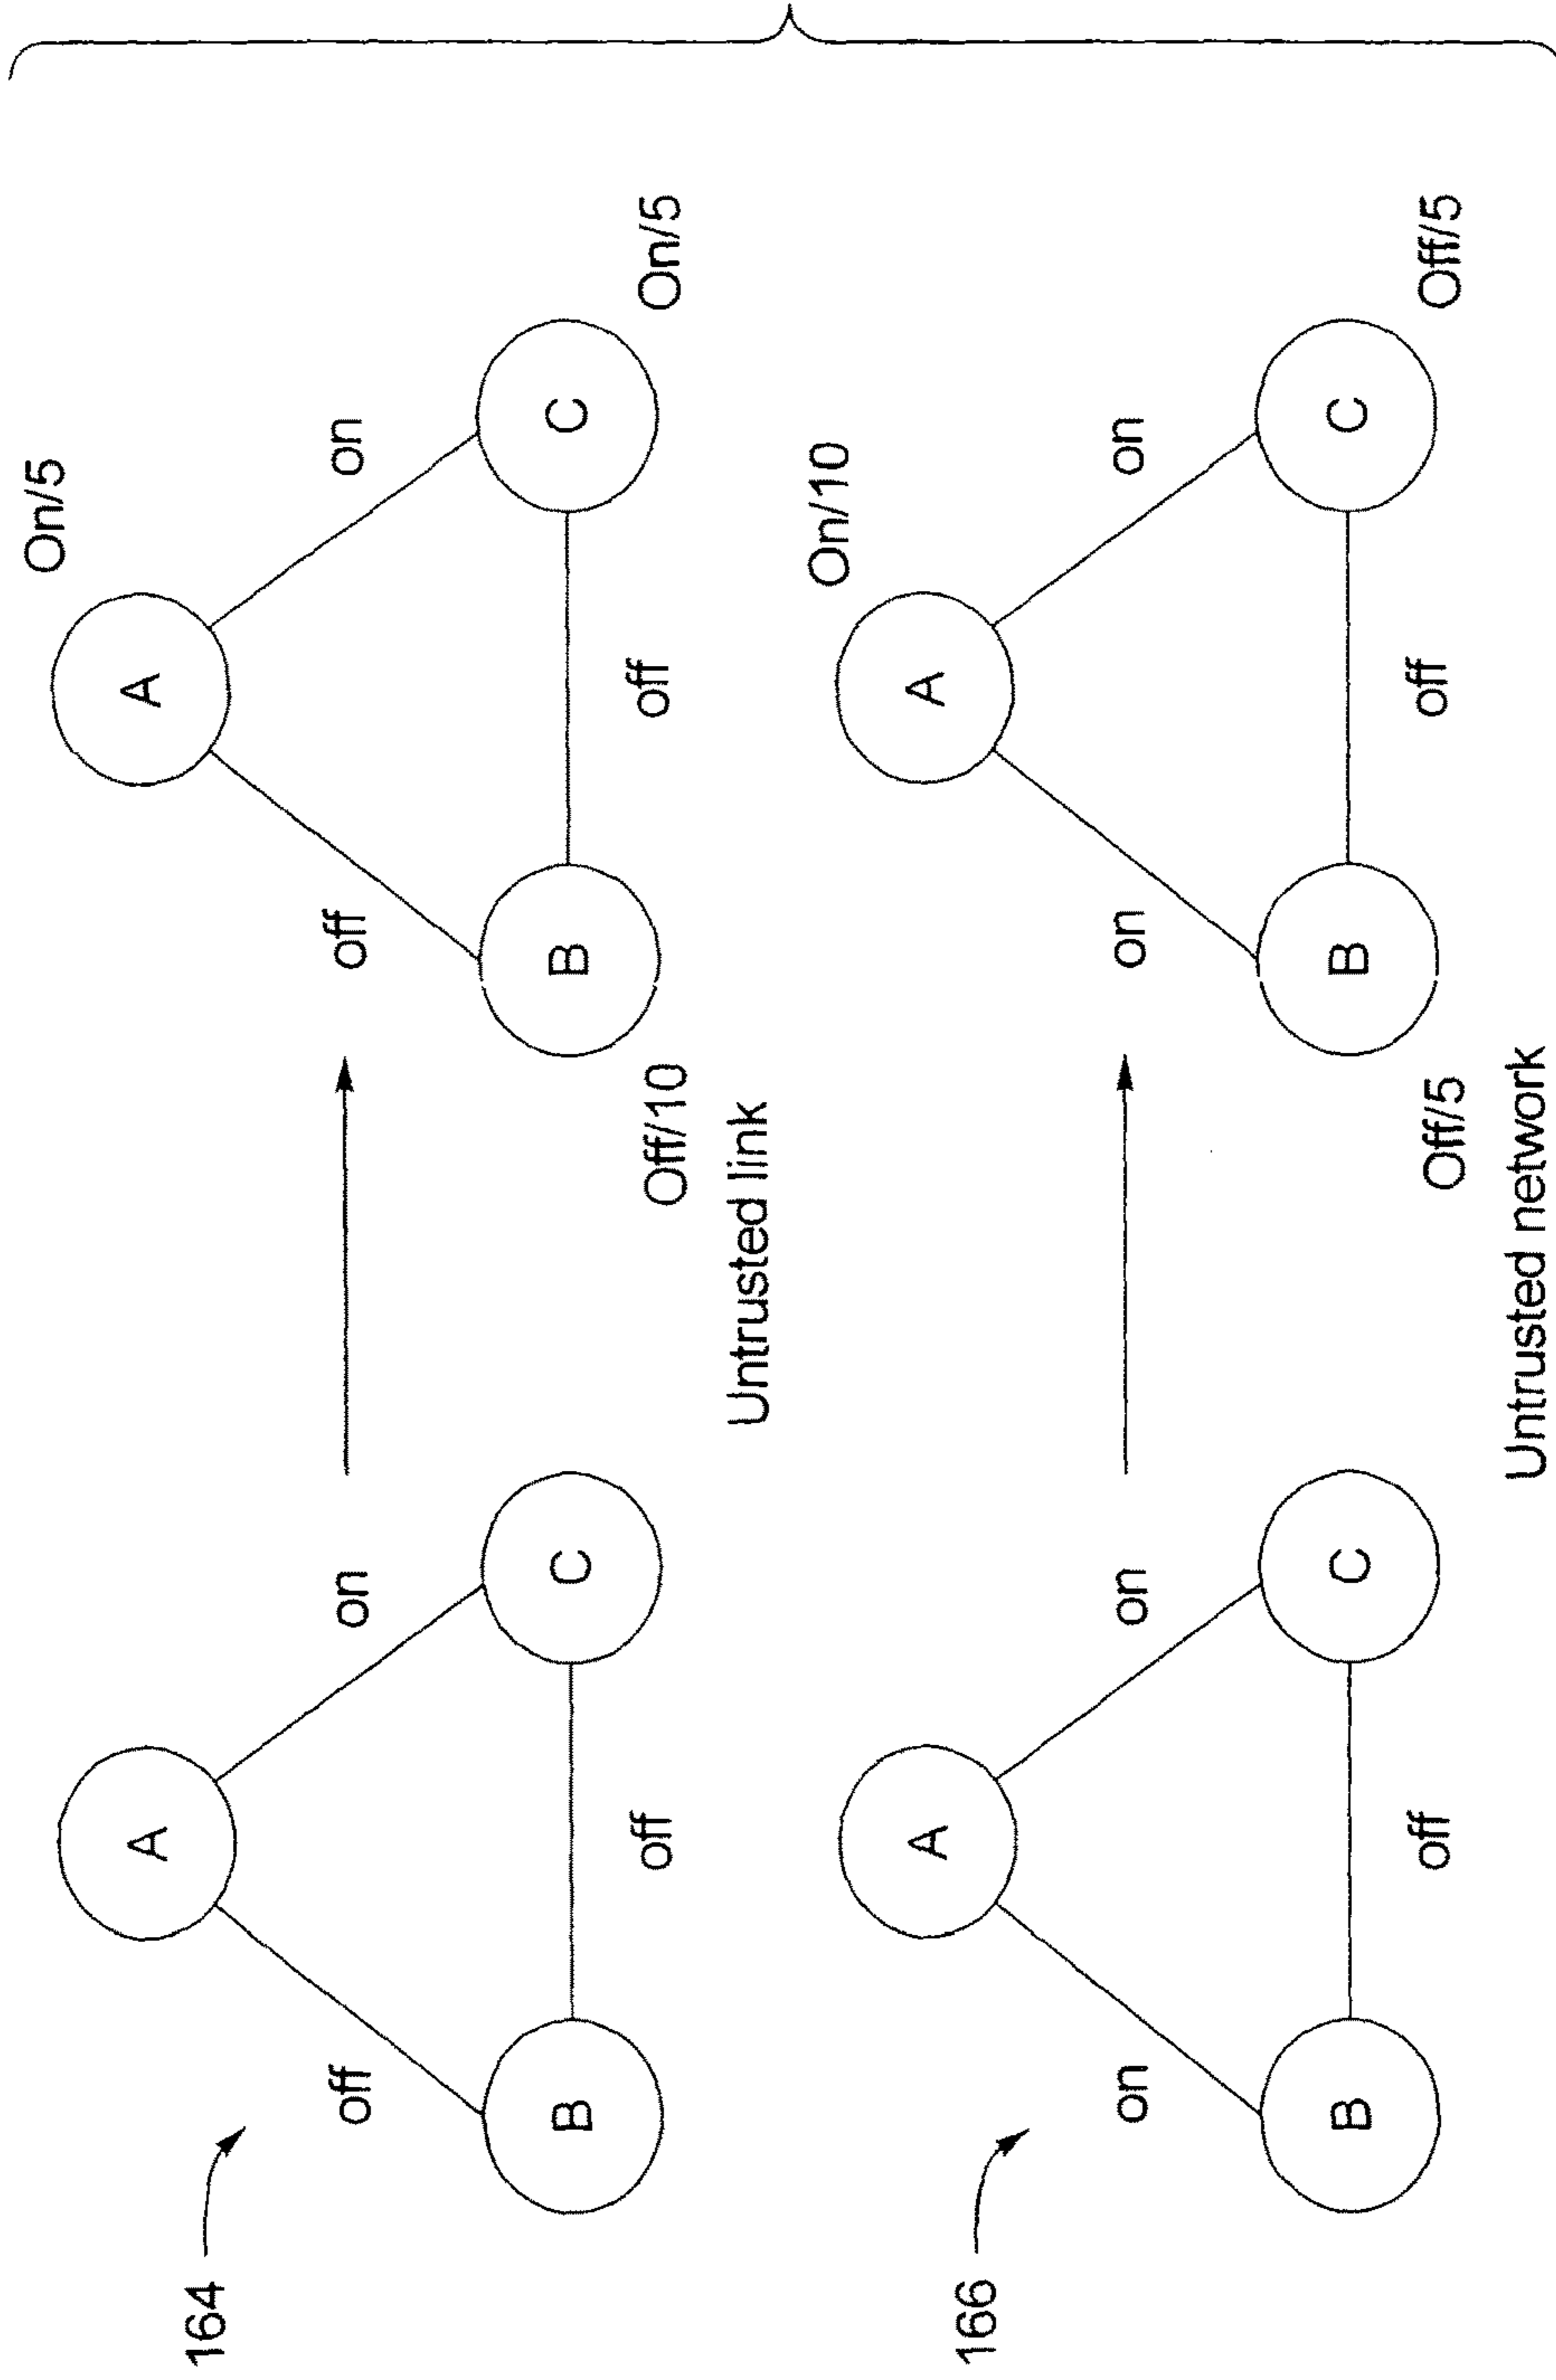 164
A
off
on
B
C
off
On/5
A
off
on
B
C
Off/10
off
On/5
Untrusted link
166
A
on
on
B
C
off
On/10
A
on
on
B
C
Off/5
off
Off/5
Untrusted network